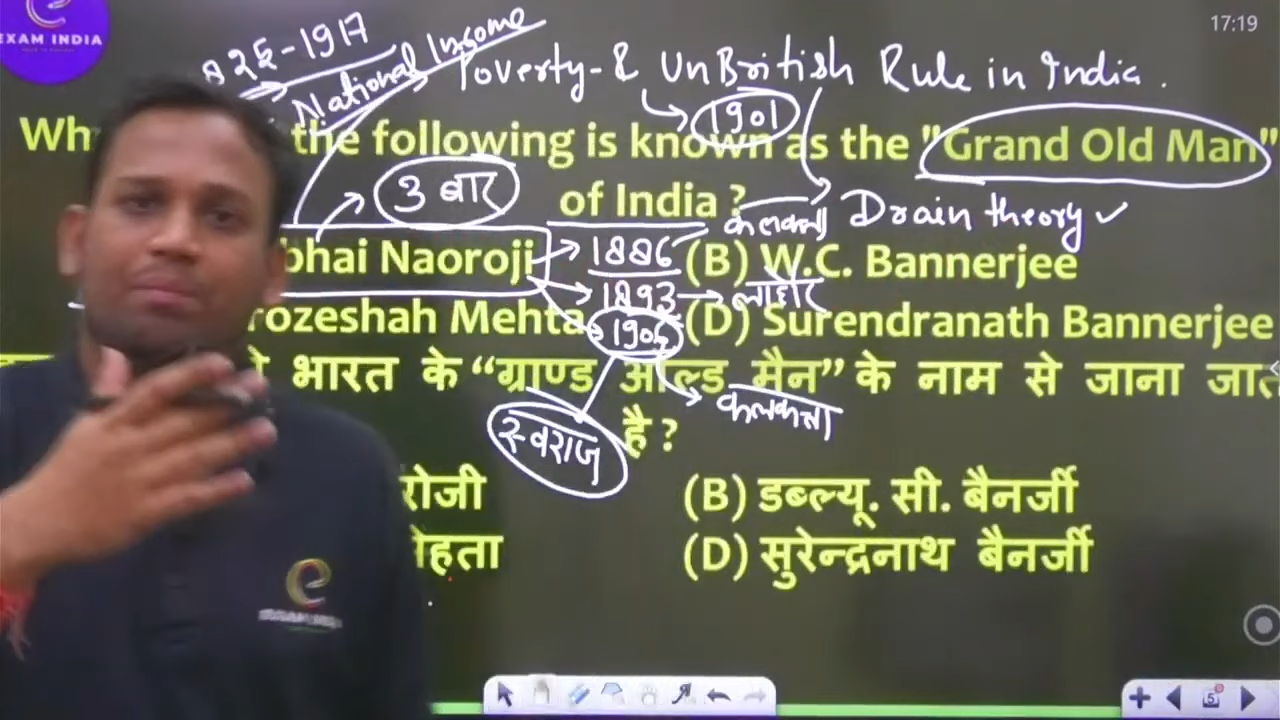 EXAM INDIA
17:19
1825-1917
National Income
Poverty & UnBritish Rule in India.
1901
the following is known as the "Grand Old Man"
3 बार
of India ?
कलकत्ता
Drain theory ✓
bhai Naoroji
1886
(B) W.C. Bannerjee
1893
लाहौर
rozeshah Mehta
1906
(D) Surendranath Bannerjee
भारत के “ग्राण्ड ओल्ड मैन” के नाम से जाना
कलकत्ता
स्वराज
है ?
रोजी
(B) डब्ल्यू. सी. बैनर्जी
मेहता
(D) सुरेन्द्रनाथ बैनर्जी